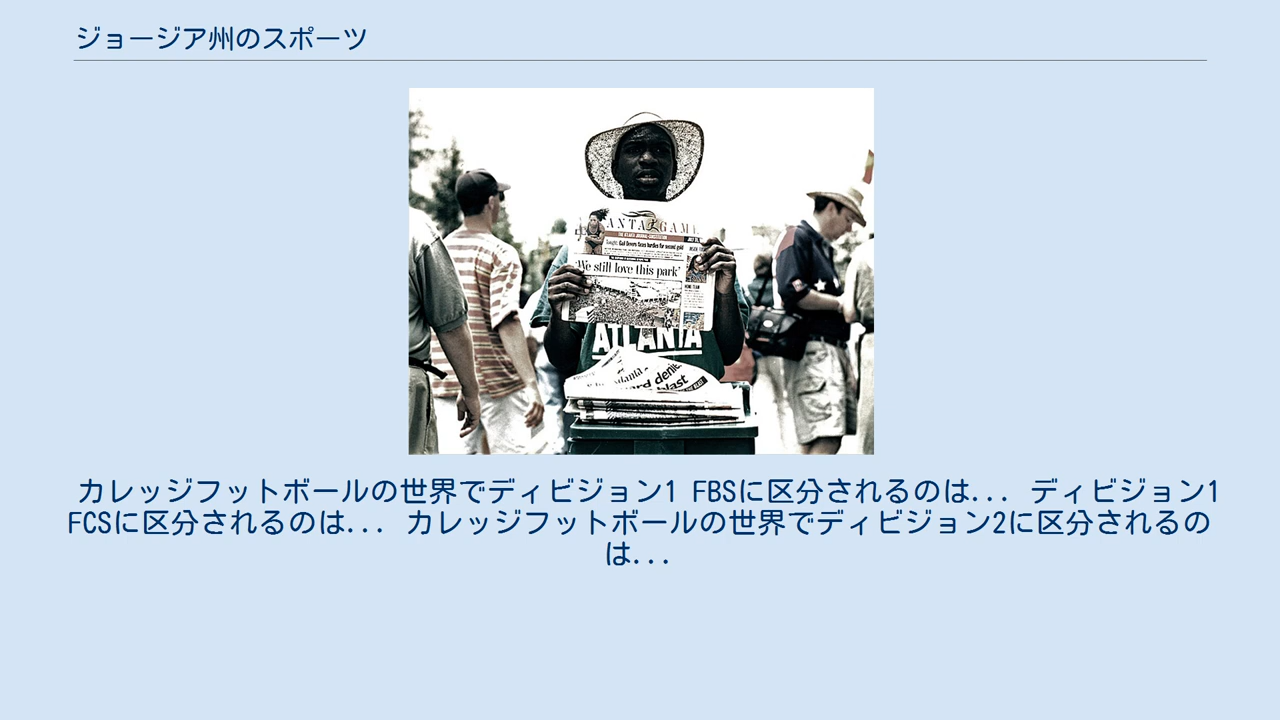 ジョージア州のスポーツ
ANTA GAME
'We still love this park'
ATLANTA
カレッジフットボールの世界でディビジョン1 FBSに区分されるのは... ディビジョン1
FCSに区分されるのは... カレッジフットボールの世界でディビジョン2に区分されるの
は...